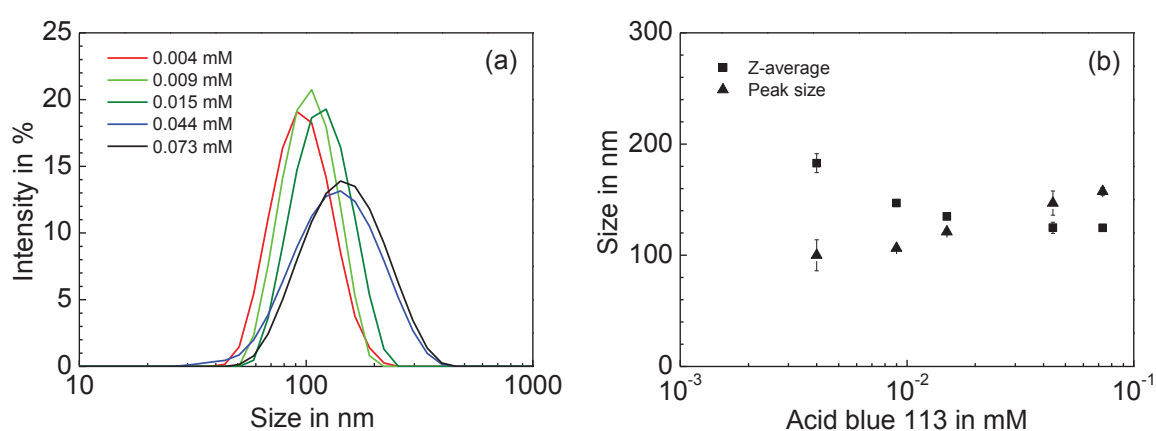 (a)
25
20
15
10
5
0
Intensity in %
0.004 mM
0.009 mM
0.015 mM
0.044 mM
0.073 mM
10 100 1000
Size in nm
(b)
300
200
100
0
Size in nm
Z-average
Peak size
10⁻³ 10⁻² 10⁻¹
Acid blue 113 in mM